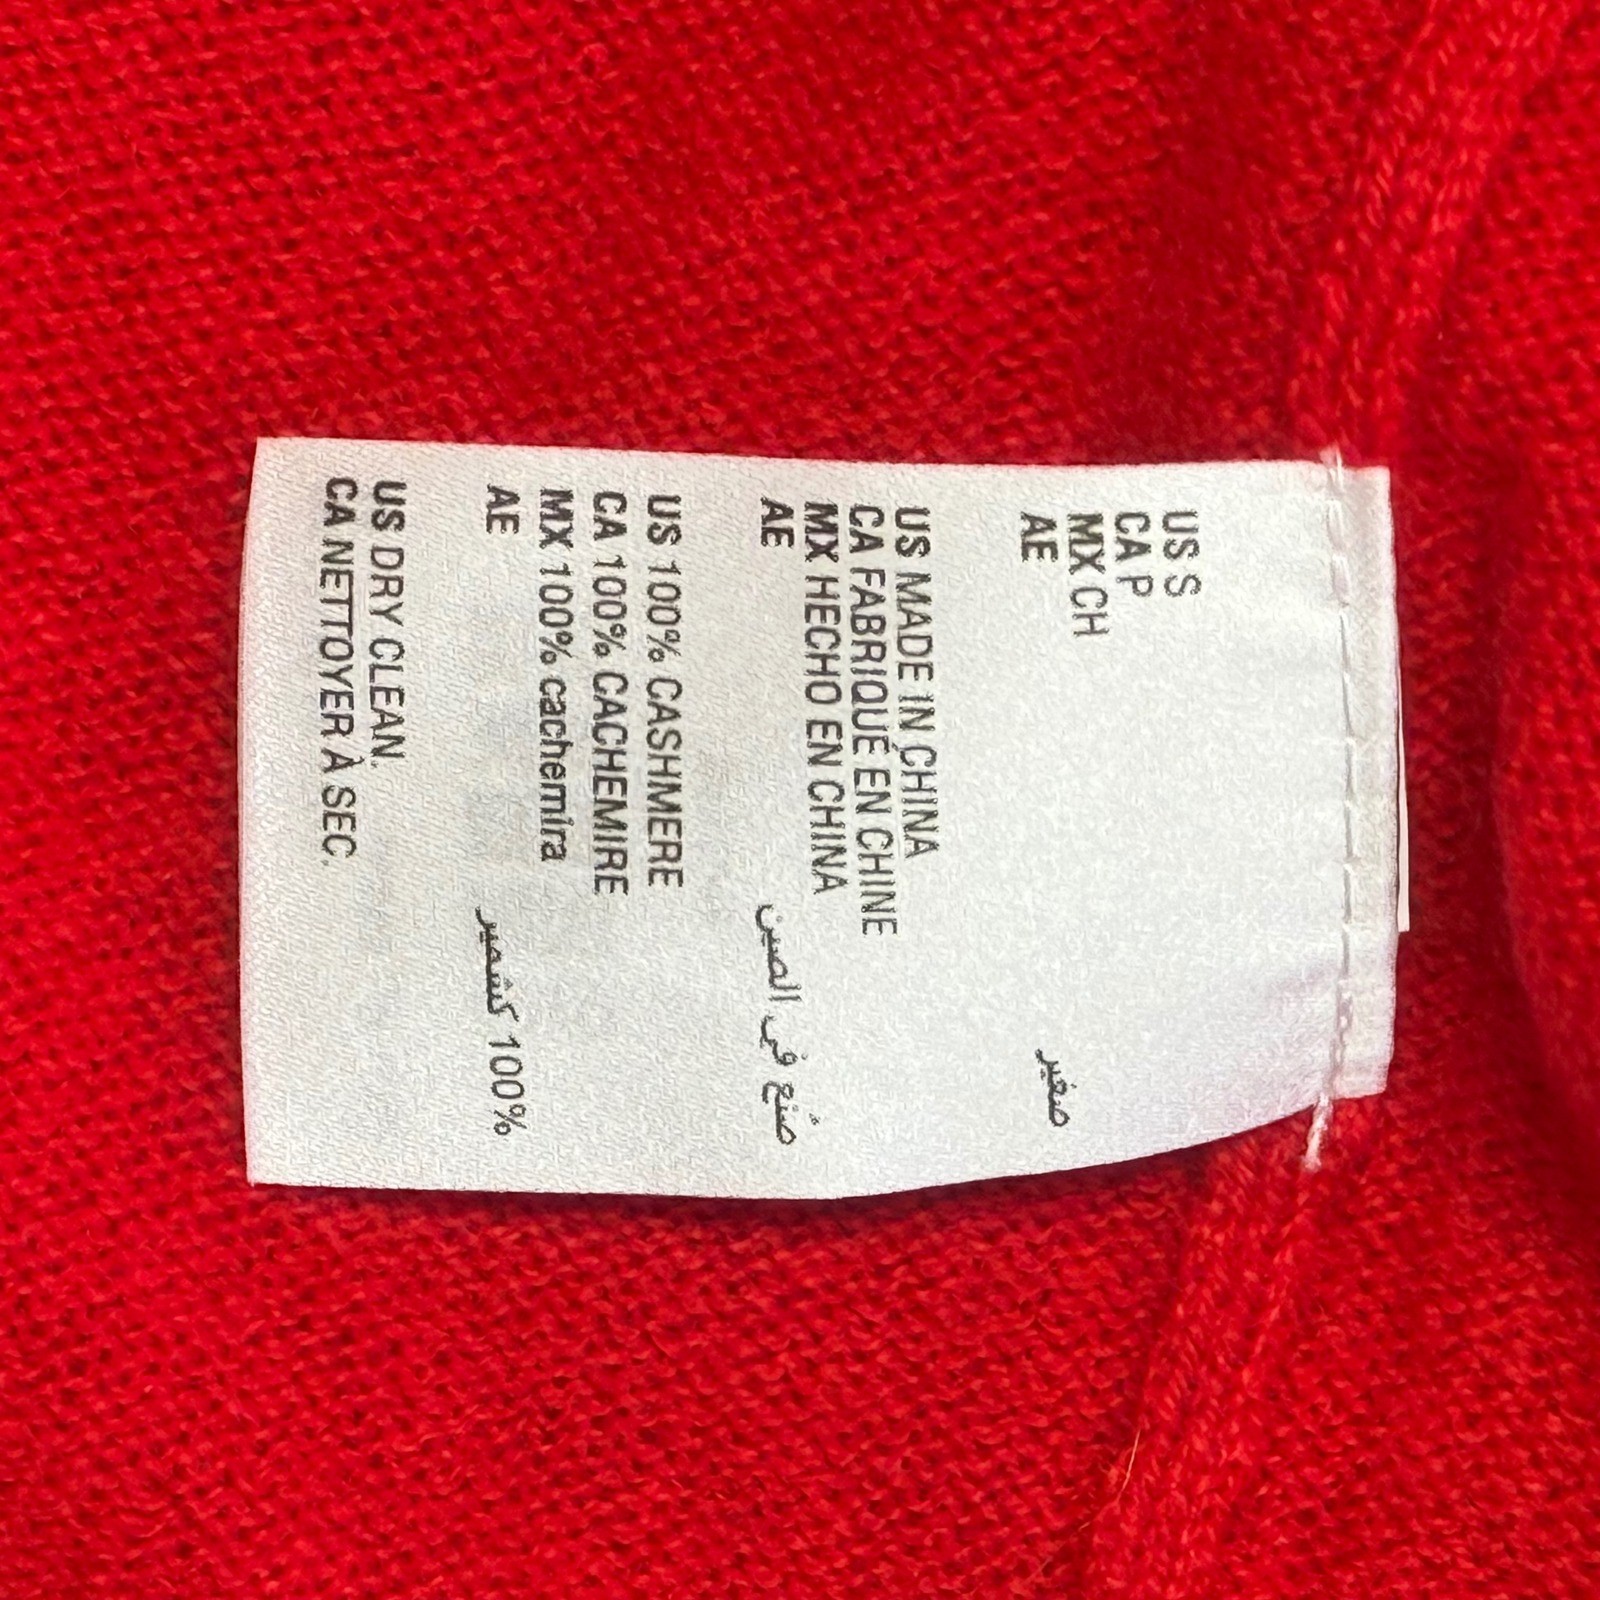 US S
CA P
MX CH
AE صغير
US MADE IN CHINA
CA FABRIQUÉ EN CHINE
MX HECHO EN CHINA
AE صُنع في الصين
US 100% CASHMERE
CA 100% CACHEMIRE
MX 100% cachemira
AE 100% كشمير
US DRY CLEAN.
CA NETTOYER À SEC.